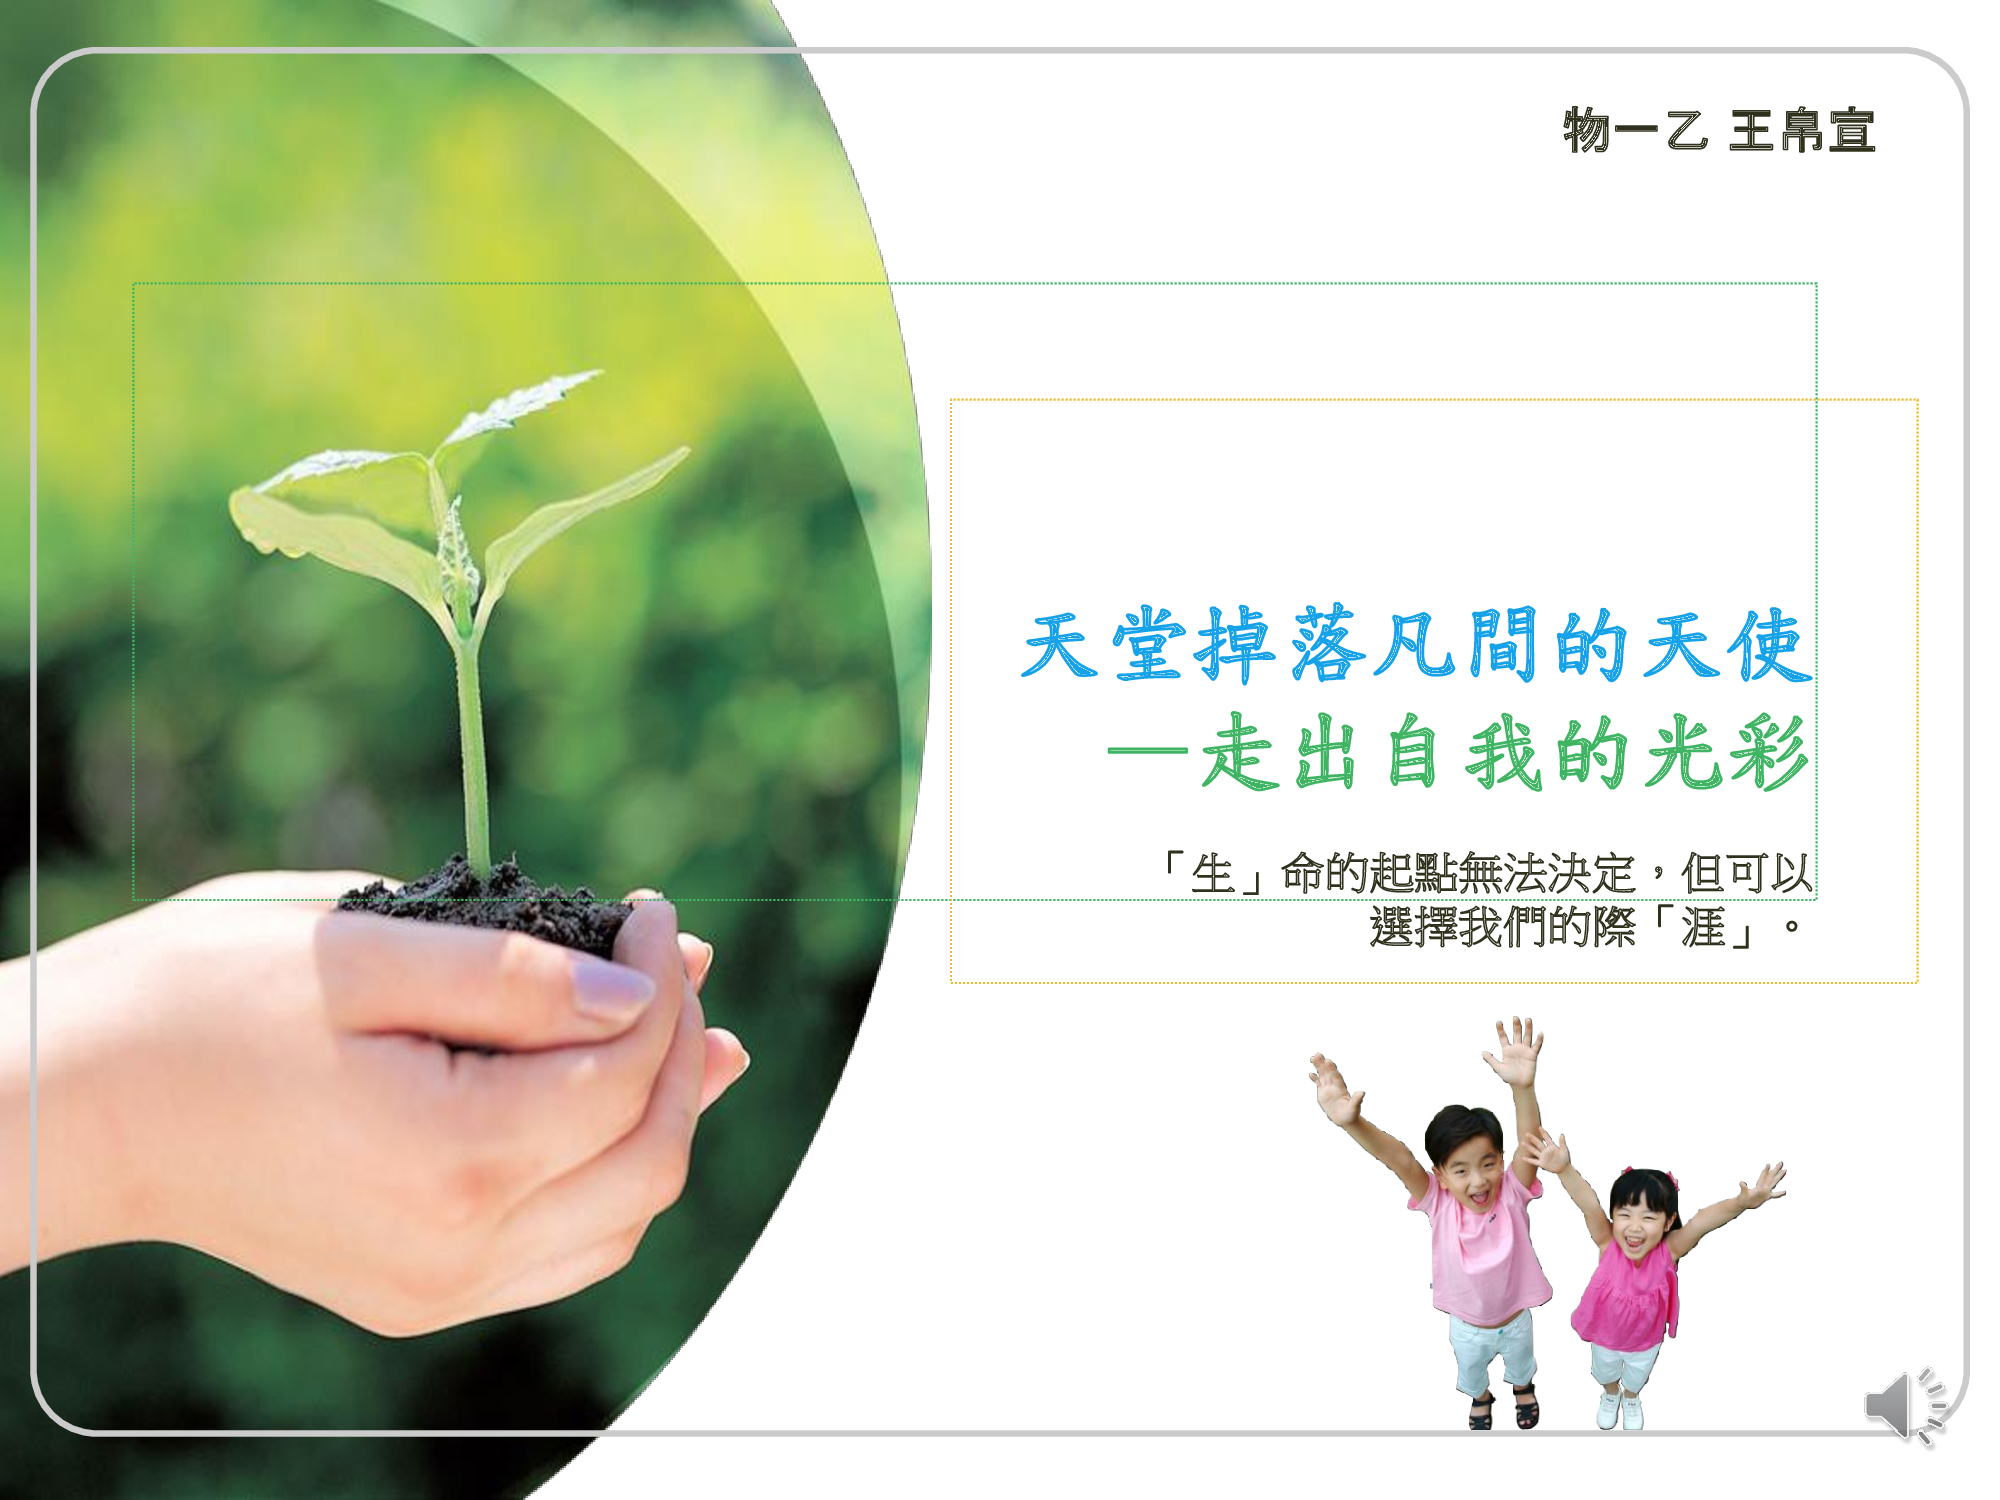 物一乙 王帛宣
天堂掉落凡間的天使
—走出自我的光彩
「生」命的起點無法決定，但可以
選擇我們的際「涯」。